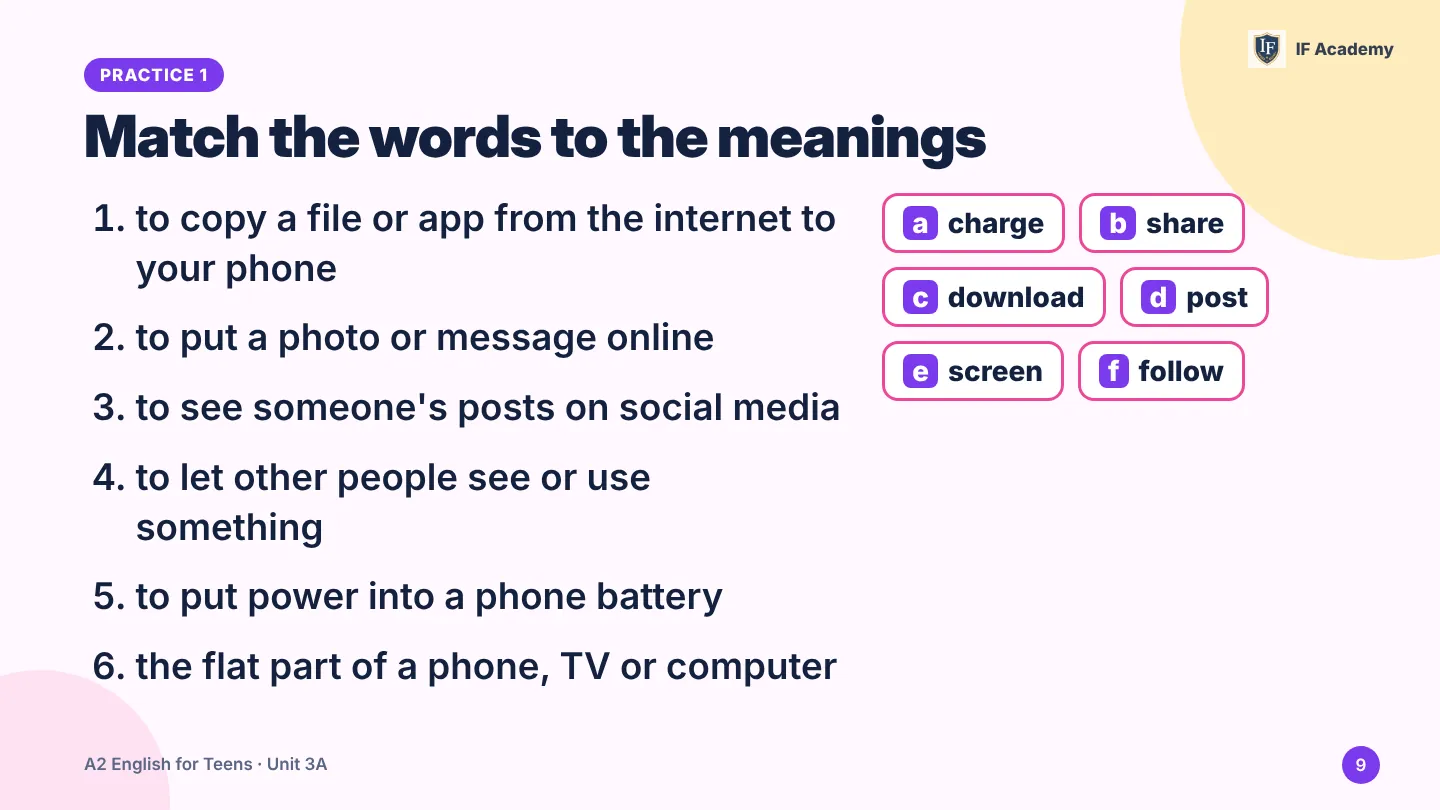 IF Academy
PRACTICE 1
Match the words to the meanings
1. to copy a file or app from the internet to
your phone
2. to put a photo or message online
3. to see someone's posts on social media
4. to let other people see or use
something
5. to put power into a phone battery
6. the flat part of a phone, TV or computer
a charge
b share
c download
d post
e screen
f follow
A2 English for Teens · Unit 3A
9